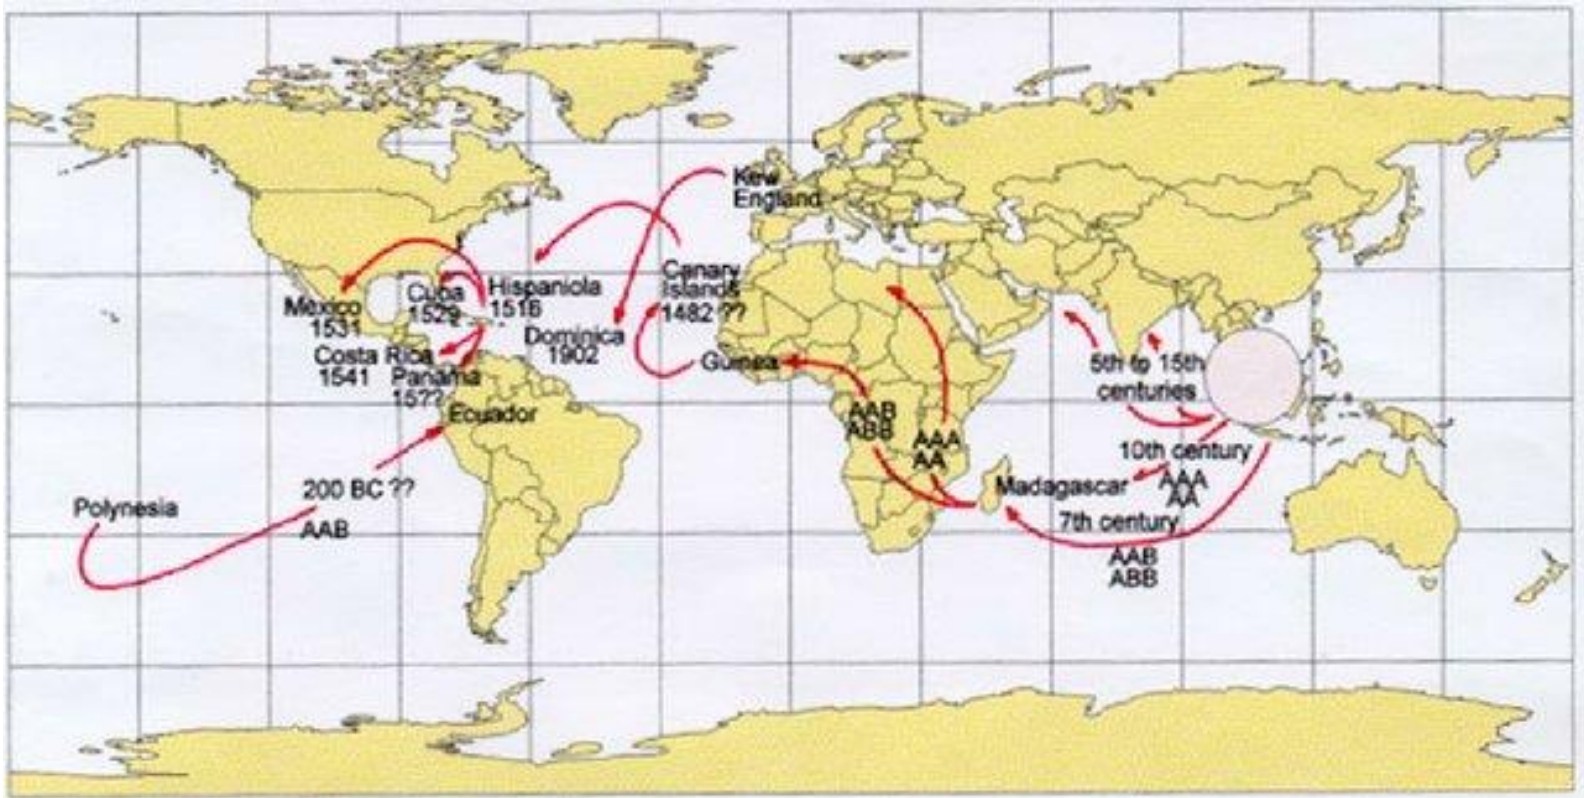 Kew
England
Canary
Islands
1482 ??
Hispaniola
1516
Cuba
1529
Mexico
1531
Dominica
1902
Costa Rica
1541
Panama
15??
Guinea
Ecuador
5th to 15th
centuries
AAB
ABB
AAA
AA
10th century
AAA
AA
Madagascar
7th century
AAB
ABB
200 BC ??
AAB
Polynesia